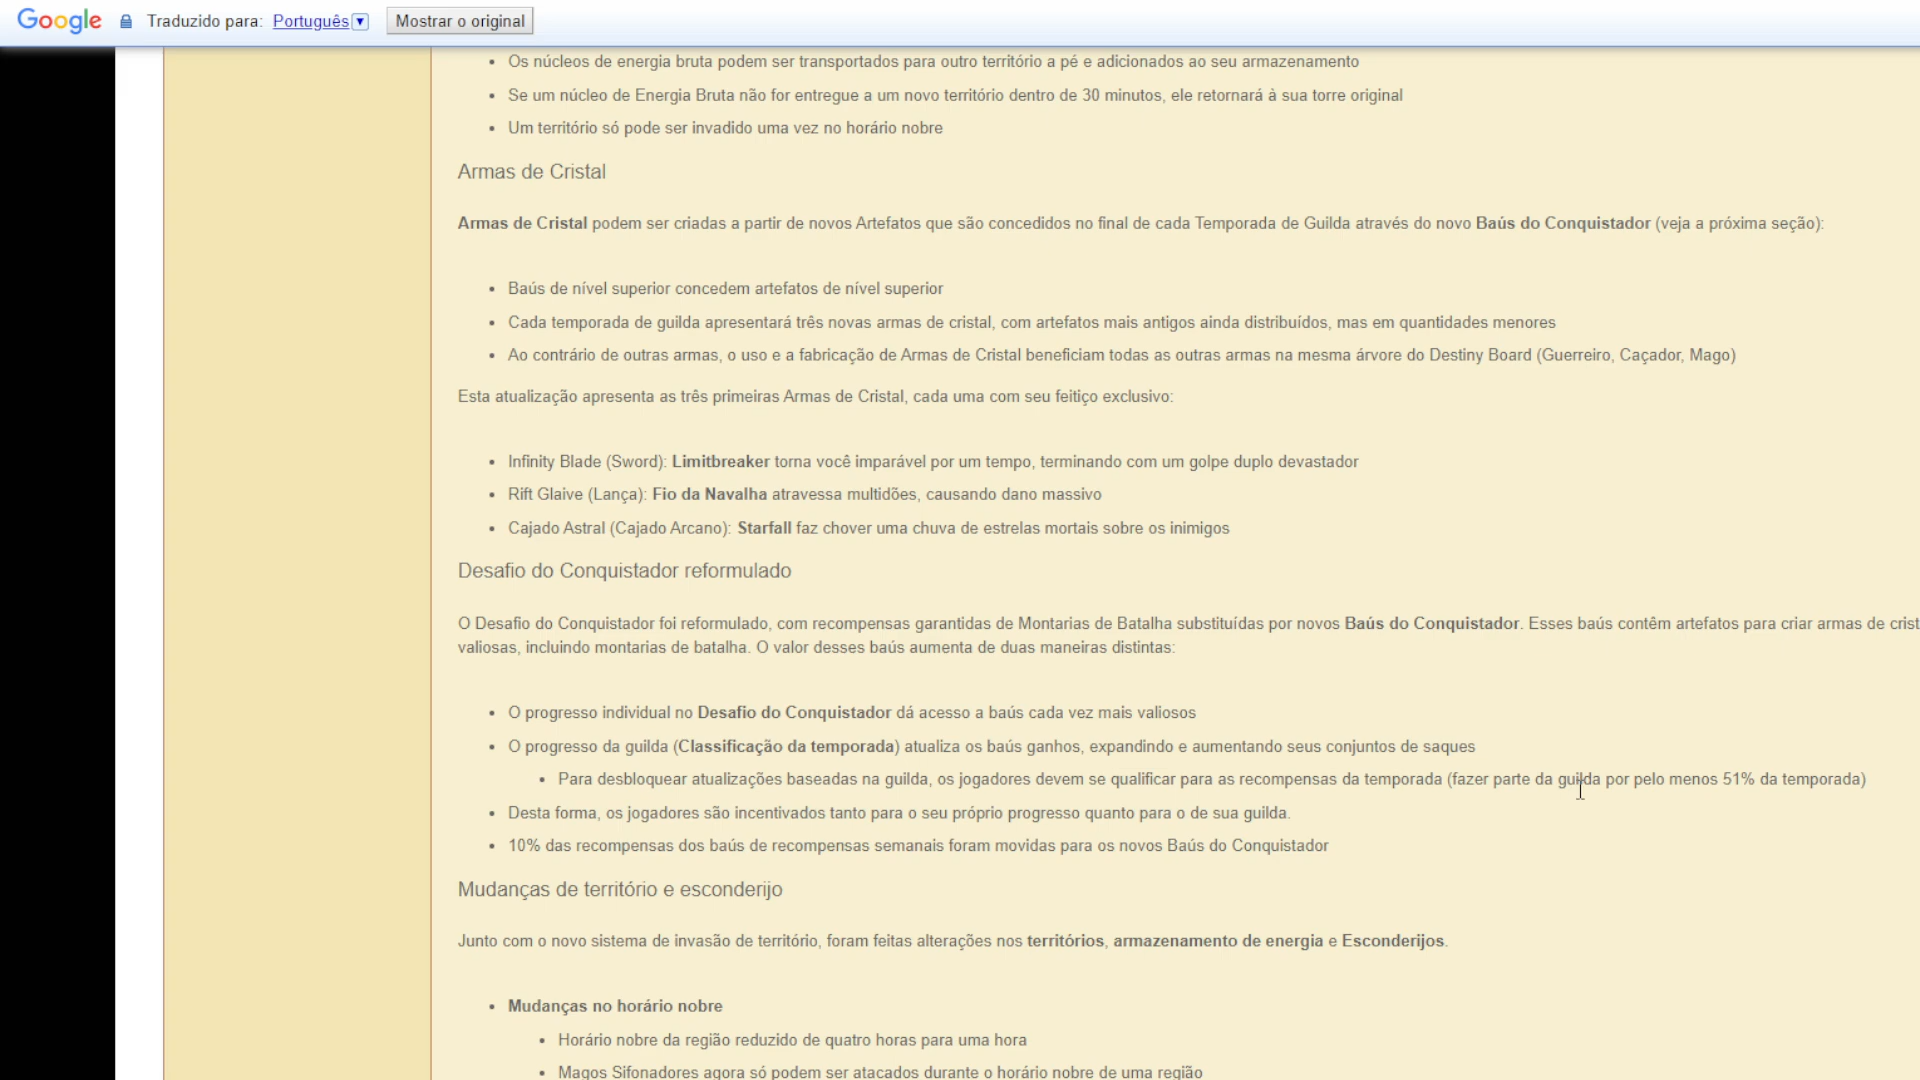 Google Traduzido para: Português Mostrar o original
Os núcleos de energia bruta podem ser transportados para outro território a pé e adicionados ao seu armazenamento
Se um núcleo de Energia Bruta não for entregue a um novo território dentro de 30 minutos, ele retornará à sua torre original
Um território só pode ser invadido uma vez no horário nobre
Armas de Cristal
Armas de Cristal podem ser criadas a partir de novos Artefatos que são concedidos no final de cada Temporada de Guilda através do novo Baús do Conquistador (veja a próxima seção):
Baús de nível superior concedem artefatos de nível superior
Cada temporada de guilda apresentará três novas armas de cristal, com artefatos mais antigos ainda distribuídos, mas em quantidades menores
Ao contrário de outras armas, o uso e a fabricação de Armas de Cristal beneficiam todas as outras armas na mesma árvore do Destiny Board (Guerreiro, Caçador, Mago)
Esta atualização apresenta as três primeiras Armas de Cristal, cada uma com seu feitiço exclusivo:
Infinity Blade (Sword): Limitbreaker torna você imparável por um tempo, terminando com um golpe duplo devastador
Rift Glaive (Lança): Fio da Navalha atravessa multidões, causando dano massivo
Cajado Astral (Cajado Arcano): Starfall faz chover uma chuva de estrelas mortais sobre os inimigos
Desafio do Conquistador reformulado
O Desafio do Conquistador foi reformulado, com recompensas garantidas de Montarias de Batalha substituídas por novos Baús do Conquistador. Esses baús contêm artefatos para criar armas de crist
valiosas, incluindo montarias de batalha. O valor desses baús aumenta de duas maneiras distintas:
O progresso individual no Desafio do Conquistador dá acesso a baús cada vez mais valiosos
O progresso da guilda (Classificação da temporada) atualiza os baús ganhos, expandindo e aumentando seus conjuntos de saques
Para desbloquear atualizações baseadas na guilda, os jogadores devem se qualificar para as recompensas da temporada (fazer parte da guilda por pelo menos 51% da temporada)
Desta forma, os jogadores são incentivados tanto para o seu próprio progresso quanto para o de sua guilda.
10% das recompensas dos baús de recompensas semanais foram movidas para os novos Baús do Conquistador
Mudanças de território e esconderijo
Junto com o novo sistema de invasão de território, foram feitas alterações nos territórios, armazenamento de energia e Esconderijos.
Mudanças no horário nobre
Horário nobre da região reduzido de quatro horas para uma hora
Magos Sifonadores agora só podem ser atacados durante o horário nobre de uma região